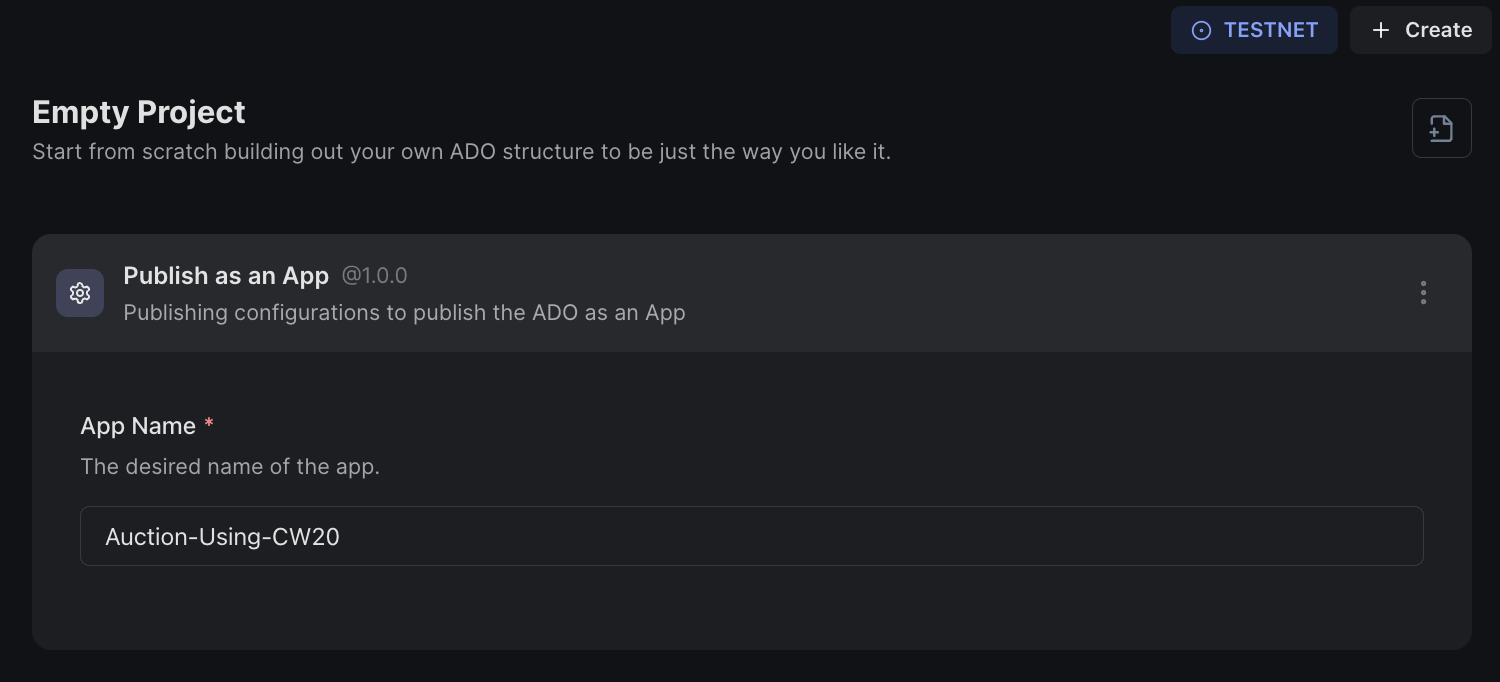 TESTNET
+ Create
Empty Project
Start from scratch building out your own ADO structure to be just the way you like it.
Publish as an App @1.0.0
Publishing configurations to publish the ADO as an App
App Name *
The desired name of the app.
Auction-Using-CW20